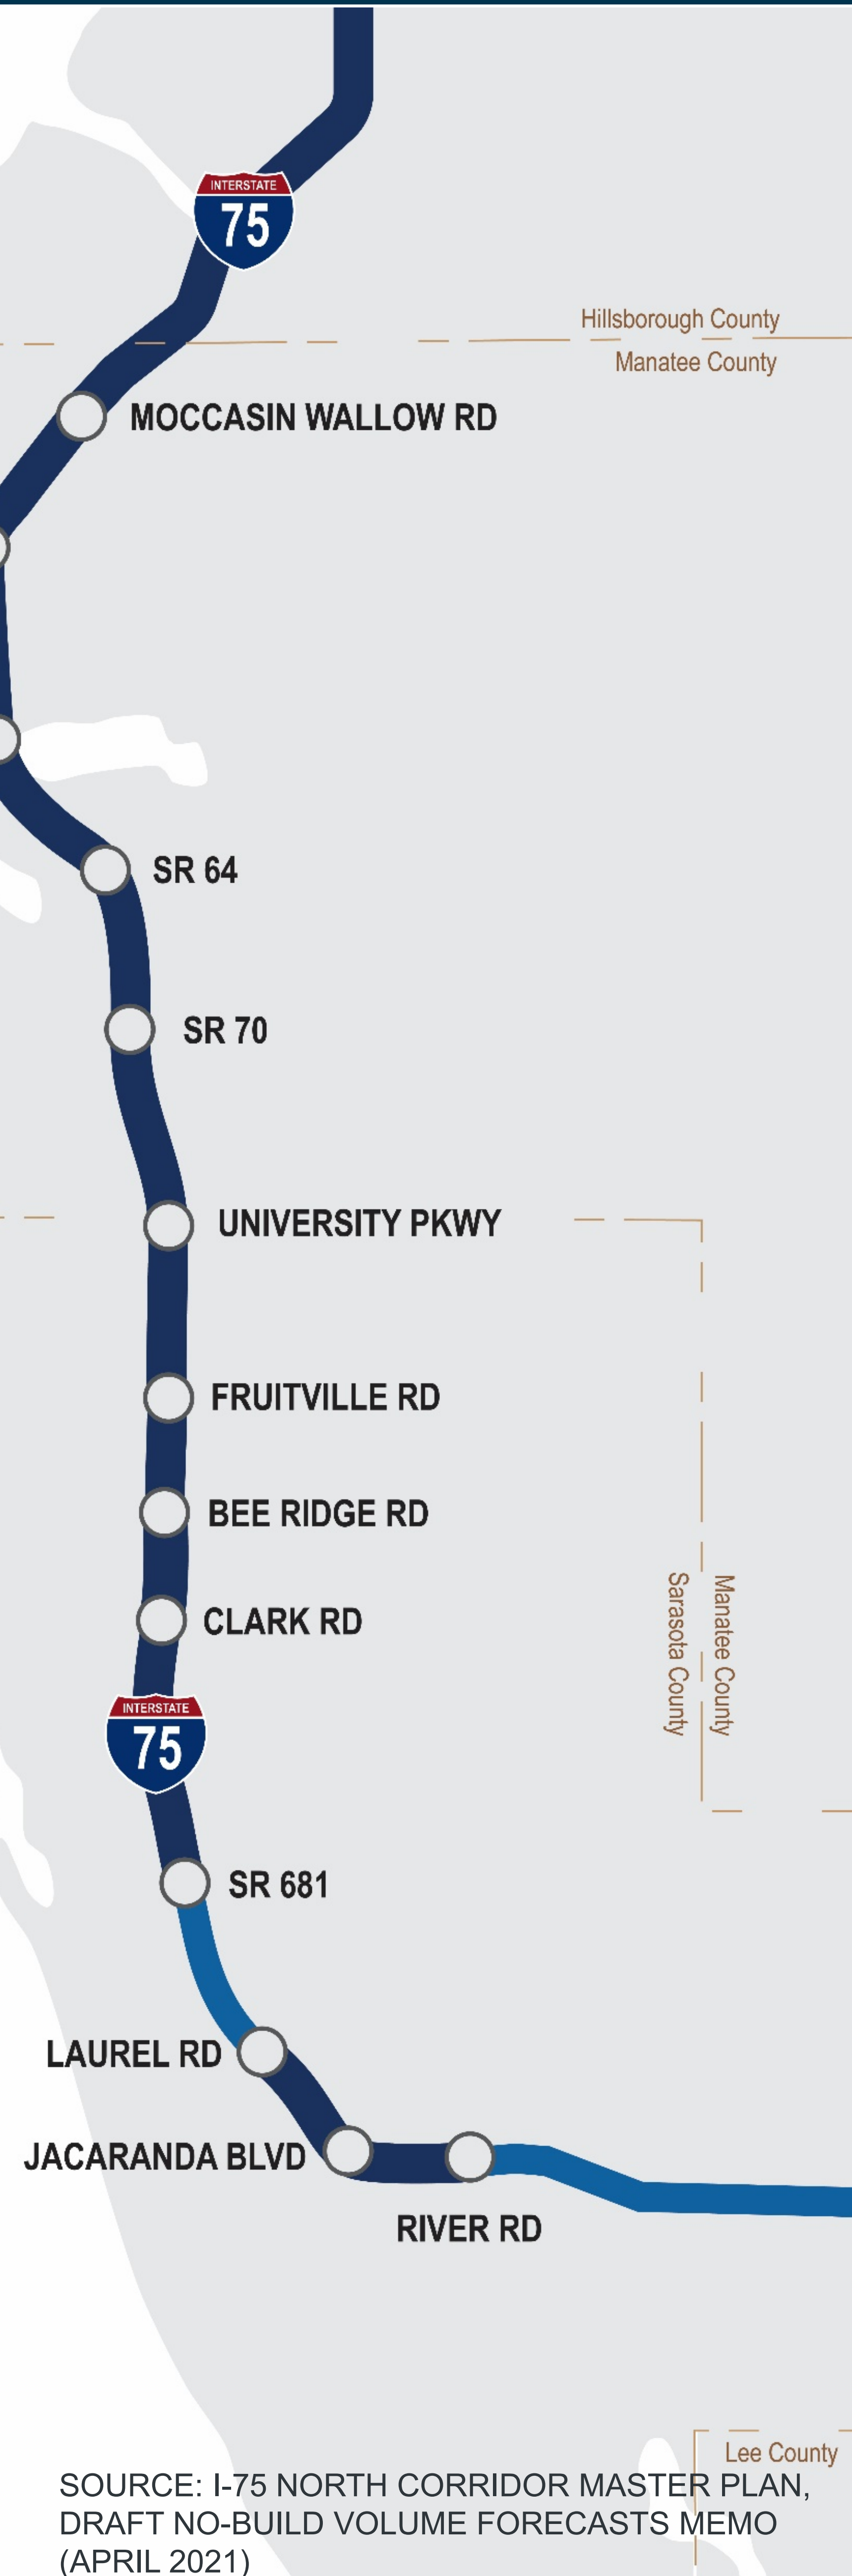 INTERSTATE
75
Hillsborough County
Manatee County
MOCCASIN WALLOW RD
SR 64
SR 70
UNIVERSITY PKWY
FRUITVILLE RD
BEE RIDGE RD
CLARK RD
Sarasota County
Manatee County
INTERSTATE
75
SR 681
LAUREL RD
JACARANDA BLVD
RIVER RD
Lee County
SOURCE: I-75 NORTH CORRIDOR MASTER PLAN,
DRAFT NO-BUILD VOLUME FORECASTS MEMO
(APRIL 2021)